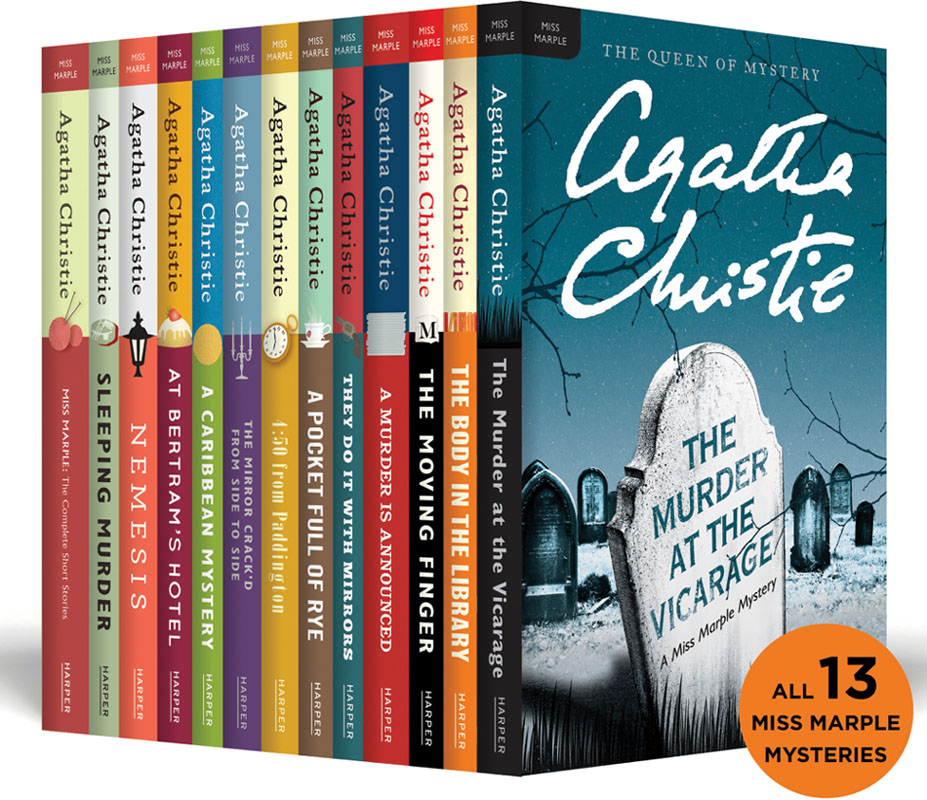 MISS
MARPLE
Agatha Christie
MISS MARPLE: The Complete Short Stories
HARPER
MISS
MARPLE
Agatha Christie
SLEEPING MURDER
HARPER
MISS
MARPLE
Agatha Christie
NEMESIS
HARPER
MISS
MARPLE
Agatha Christie
AT BERTRAM'S HOTEL
HARPER
MISS
MARPLE
Agatha Christie
A CARIBBEAN MYSTERY
HARPER
MISS
MARPLE
Agatha Christie
THE MIRROR CRACK'D
FROM SIDE TO SIDE
HARPER
MISS
MARPLE
Agatha Christie
4:50 from Paddington
HARPER
MISS
MARPLE
Agatha Christie
A POCKET FULL OF RYE
HARPER
MISS
MARPLE
Agatha Christie
THEY DO IT WITH MIRRORS
HARPER
MISS
MARPLE
Agatha Christie
A MURDER IS ANNOUNCED
HARPER
MISS
MARPLE
Agatha Christie
M
THE MOVING FINGER
HARPER
MISS
MARPLE
Agatha Christie
THE BODY IN THE LIBRARY
HARPER
MISS
MARPLE
Agatha Christie
The Murder at the Vicarage
HARPER
MISS
MARPLE
THE QUEEN OF MYSTERY
Agatha
Christie
THE
MURDER
AT THE
VICARAGE
A Miss Marple Mystery
ALL 13
MISS MARPLE
MYSTERIES